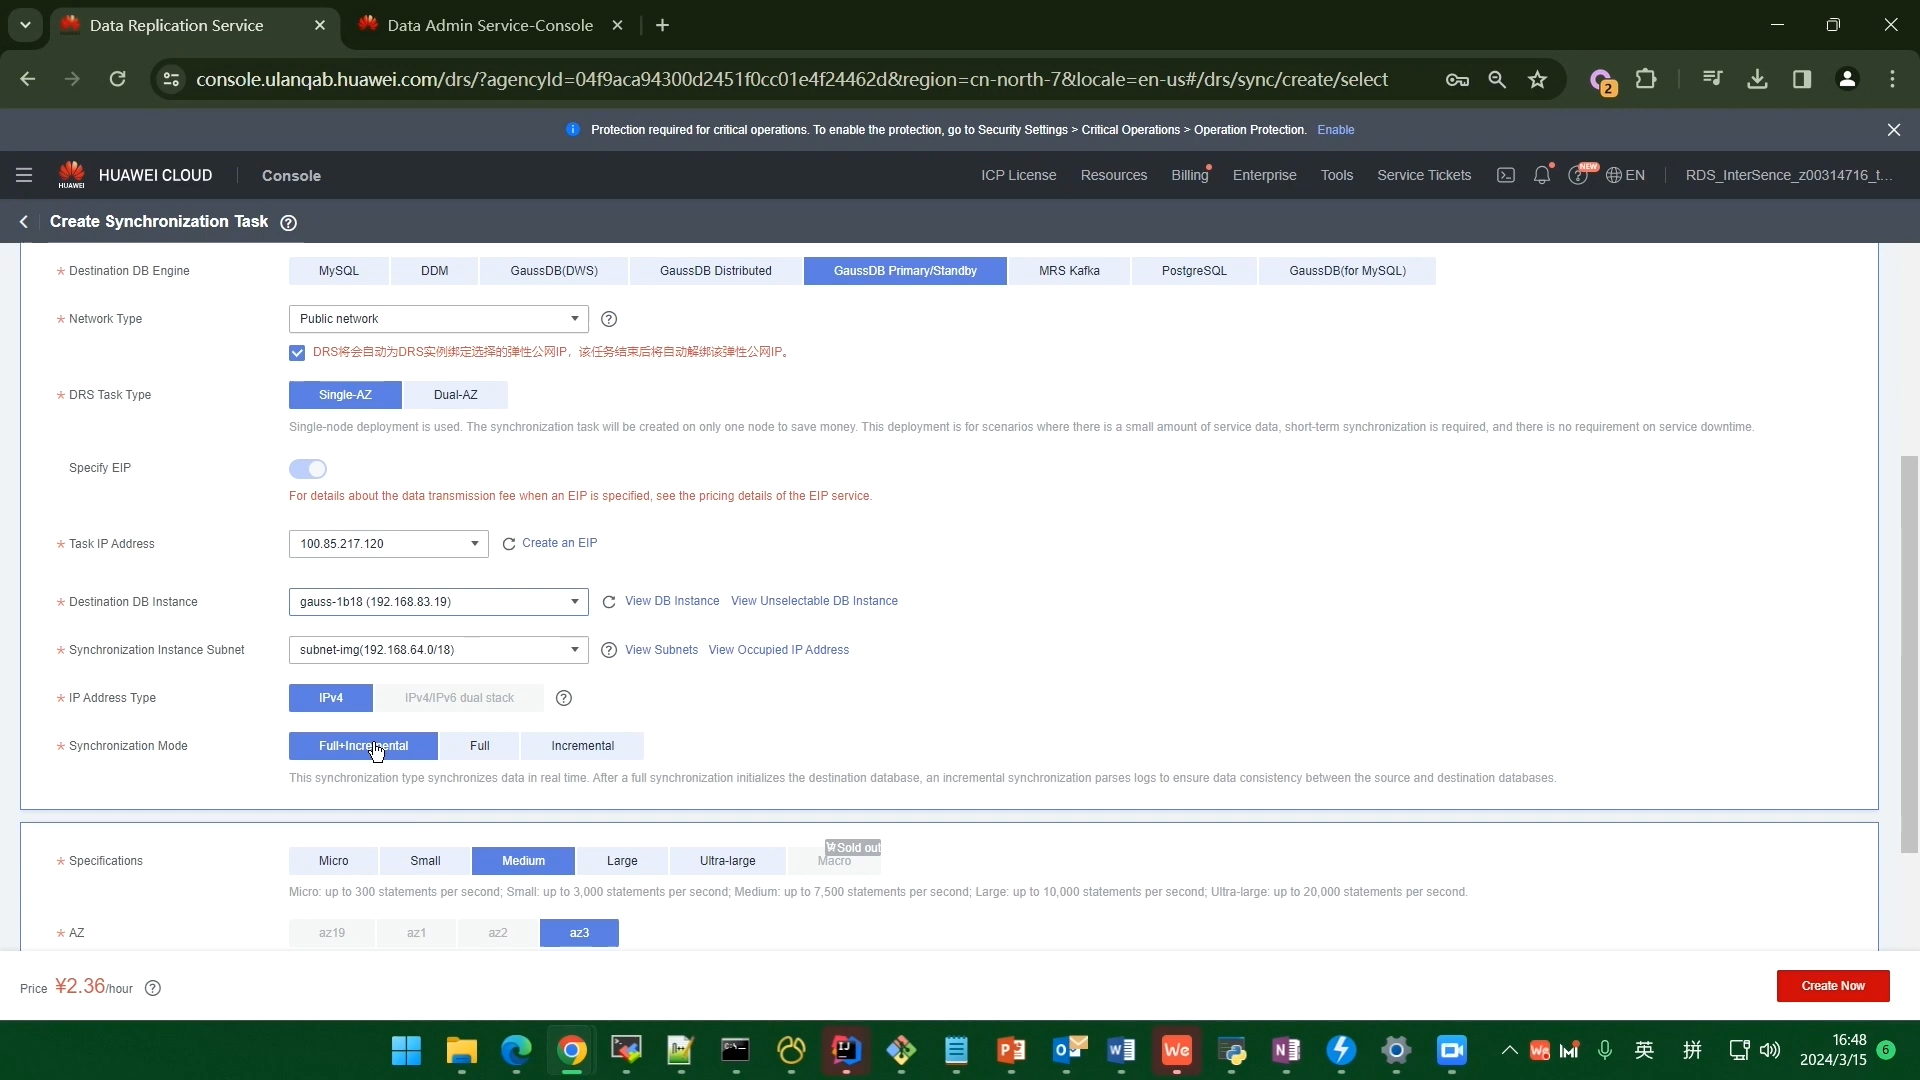 Data Replication Service
Data Admin Service-Console
console.ulanqab.huawei.com/drs/?agencyId=04f9aca94300d2451f0cc01e4f24462d&region=cn-north-7&locale=en-us#/drs/sync/create/select
2
Protection required for critical operations. To enable the protection, go to Security Settings > Critical Operations > Operation Protection. Enable
HUAWEI
HUAWEI CLOUD
Console
ICP License
Resources
Billing
Enterprise
Tools
Service Tickets
NEW
EN
RDS_InterSence_z00314716_t...
Create Synchronization Task
* Destination DB Engine
MySQL
DDM
GaussDB(DWS)
GaussDB Distributed
GaussDB Primary/Standby
MRS Kafka
PostgreSQL
GaussDB(for MySQL)
* Network Type
Public network
DRS将会自动为DRS实例绑定选择的弹性公网IP，该任务结束后将自动解绑该弹性公网IP。
* DRS Task Type
Single-AZ
Dual-AZ
Single-node deployment is used. The synchronization task will be created on only one node to save money. This deployment is for scenarios where there is a small amount of service data, short-term synchronization is required, and there is no requirement on service downtime.
Specify EIP
For details about the data transmission fee when an EIP is specified, see the pricing details of the EIP service.
* Task IP Address
100.85.217.120
Create an EIP
* Destination DB Instance
gauss-1b18 (192.168.83.19)
View DB Instance
View Unselectable DB Instance
* Synchronization Instance Subnet
subnet-img(192.168.64.0/18)
View Subnets
View Occupied IP Address
* IP Address Type
IPv4
IPv4/IPv6 dual stack
* Synchronization Mode
Full+Incremental
Full
Incremental
This synchronization type synchronizes data in real time. After a full synchronization initializes the destination database, an incremental synchronization parses logs to ensure data consistency between the source and destination databases.
* Specifications
Micro
Small
Medium
Large
Ultra-large
Macro
Sold out
Micro: up to 300 statements per second; Small: up to 3,000 statements per second; Medium: up to 7,500 statements per second; Large: up to 10,000 statements per second; Ultra-large: up to 20,000 statements per second.
* AZ
az19
az1
az2
az3
Price ¥2.36/hour
Create Now
英
拼
16:48
2024/3/15
6